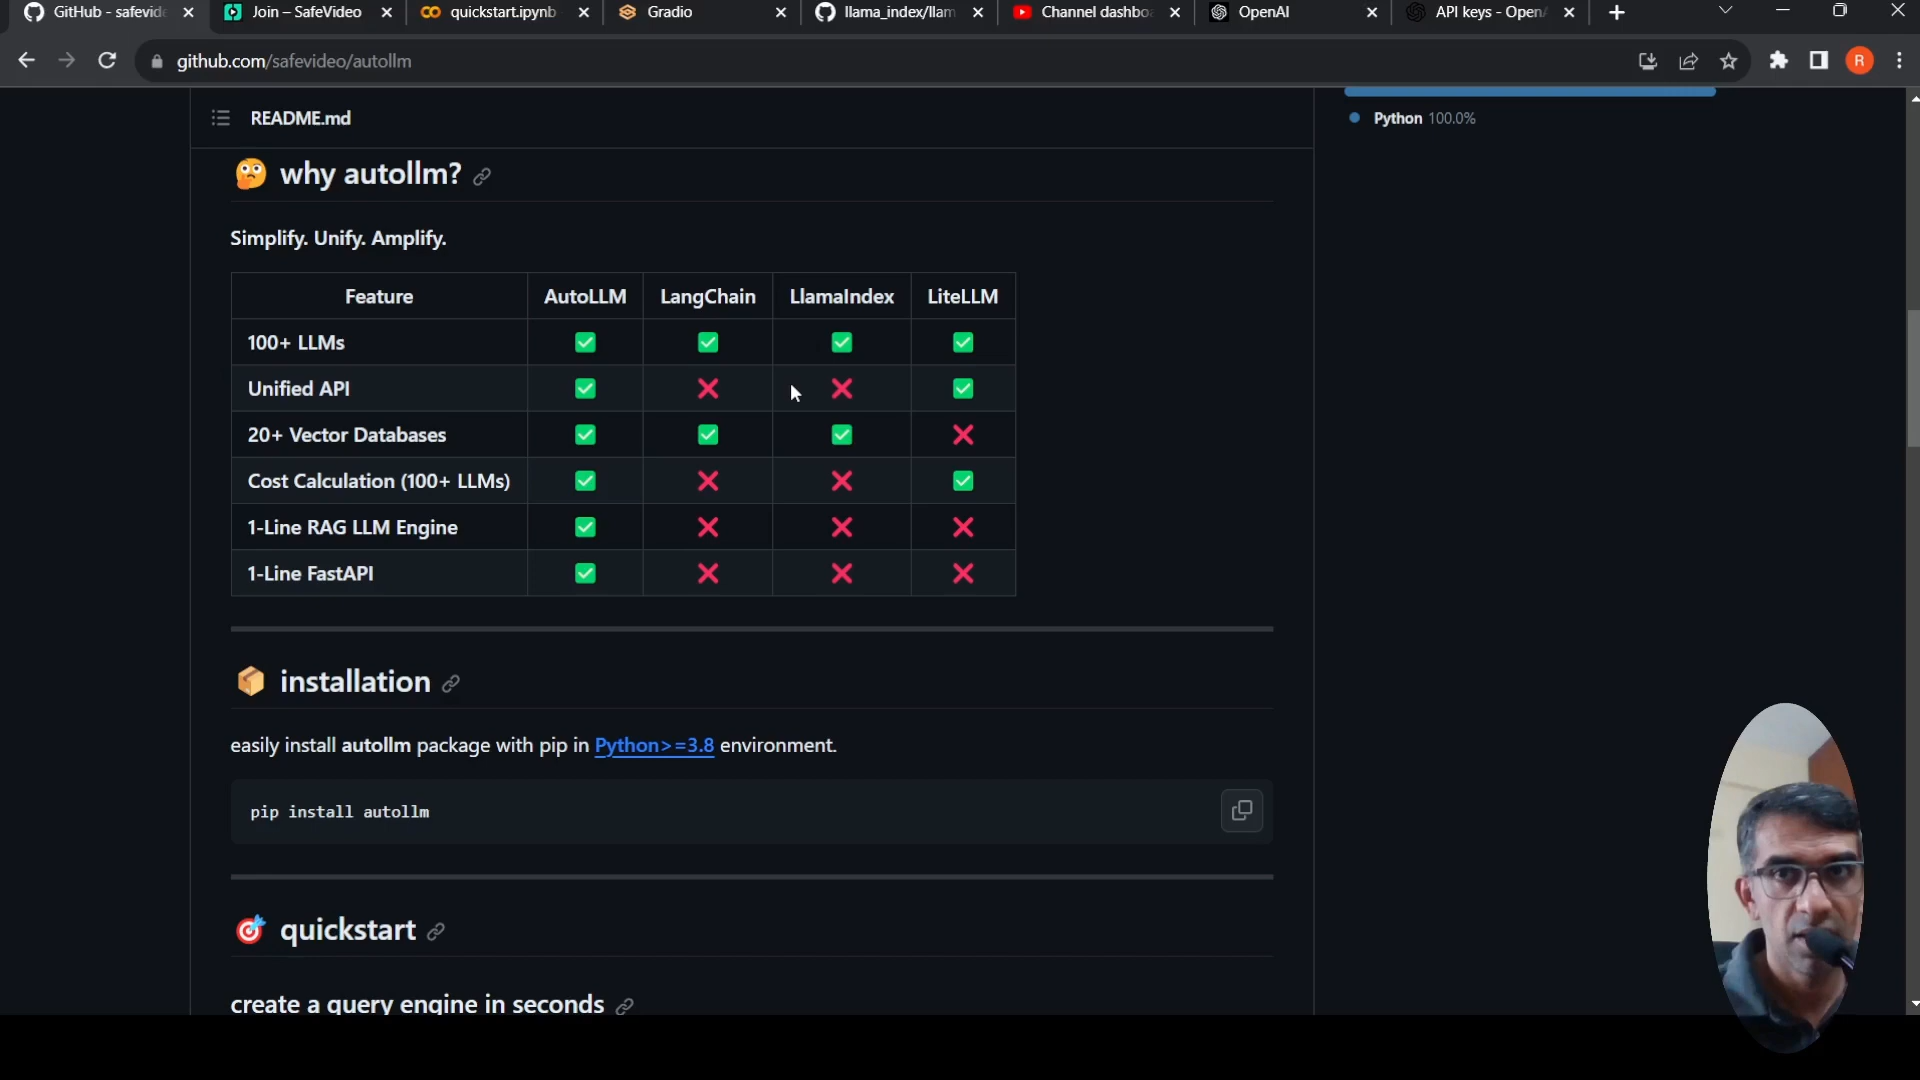 GitHub - safevid
Join – SafeVideo
quickstart.ipynb
Gradio
llama_index/llam
Channel dashbo
OpenAI
API keys - Open
github.com/safevideo/autollm
R
README.md
Python 100.0%
why autollm?
Simplify. Unify. Amplify.
Feature AutoLLM LangChain LlamaIndex LiteLLM
100+ LLMs
Unified API
20+ Vector Databases
Cost Calculation (100+ LLMs)
1-Line RAG LLM Engine
1-Line FastAPI
installation
easily install autollm package with pip in Python>=3.8 environment.
pip install autollm
quickstart
create a query engine in seconds